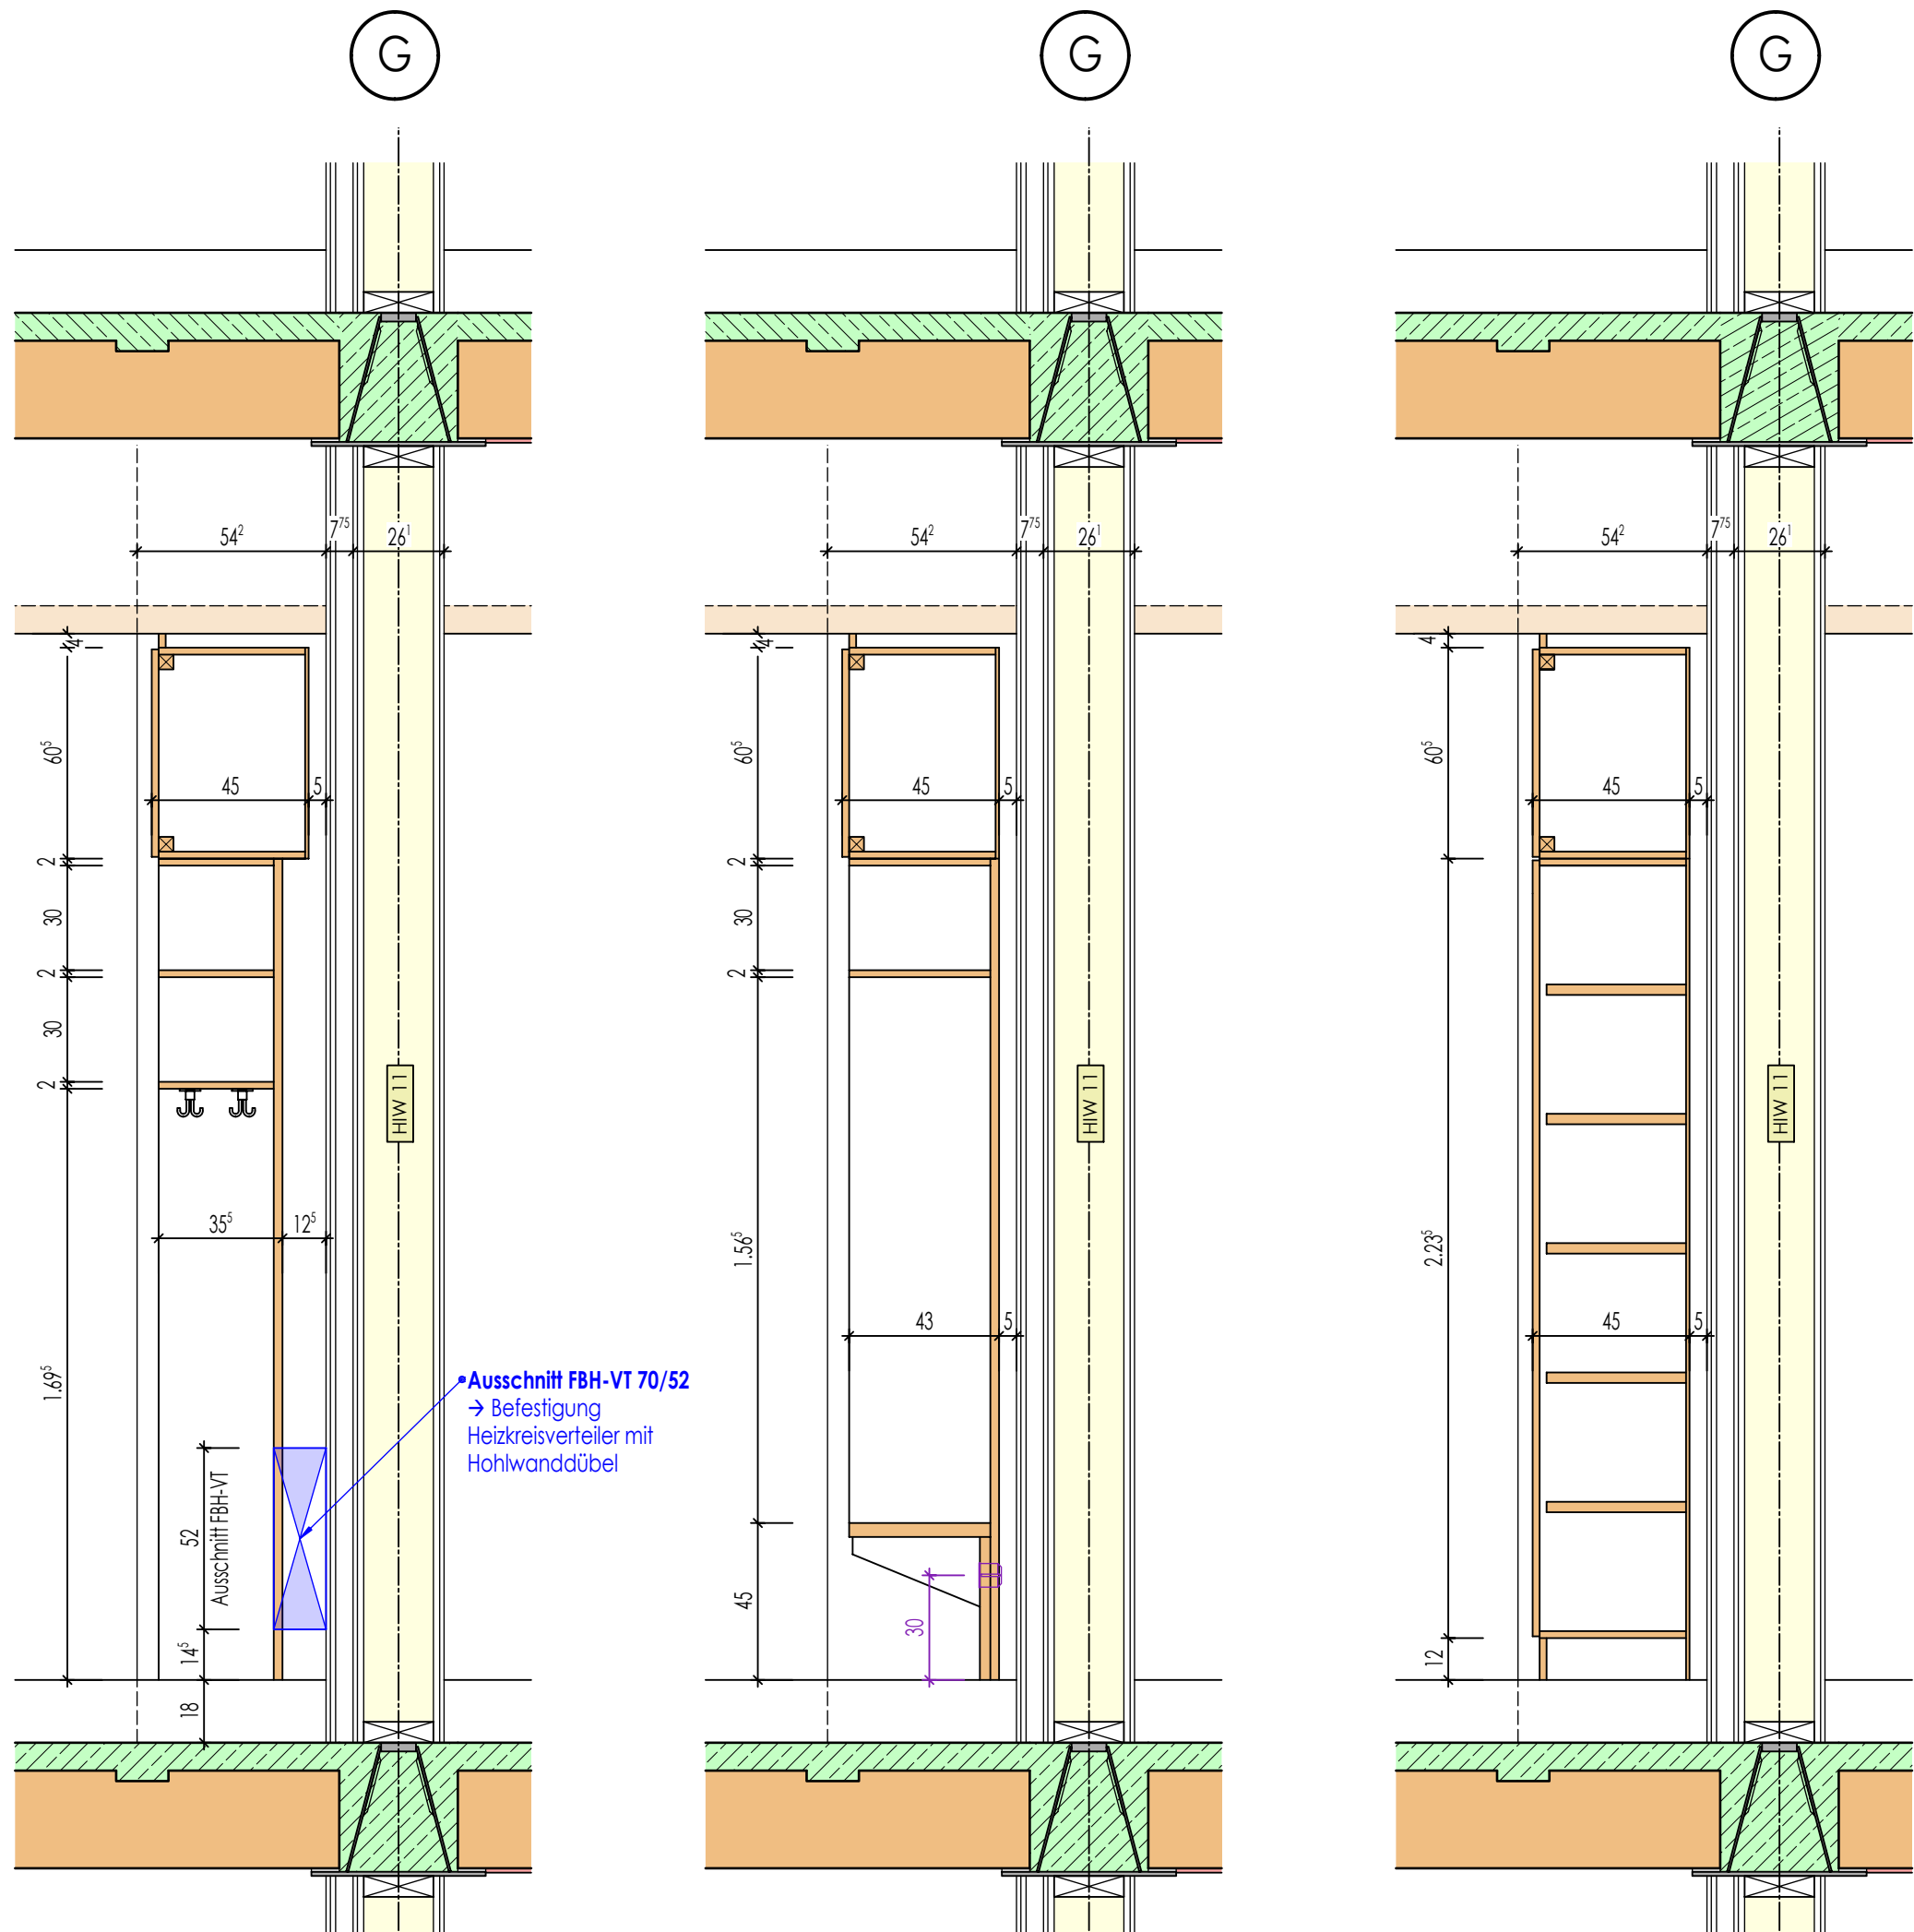 G
G
G
54² 7⁷⁵ 26¹
54² 7⁷⁵ 26¹
54² 7⁷⁵ 26¹
4
4
4
60⁵
60⁵
60⁵
45 5
45 5
45 5
2
2
30
30
2
2
30
2
HIW 11
HIW 11
HIW 11
35⁵ 12⁵
1.56⁵
2.23⁵
43 5
45 5
1.69⁵
Ausschnitt FBH-VT 70/52
→ Befestigung
Heizkreisverteiler mit
Hohlwanddübel
52
Ausschnitt FBH-VT
45
30
14⁵
12
18